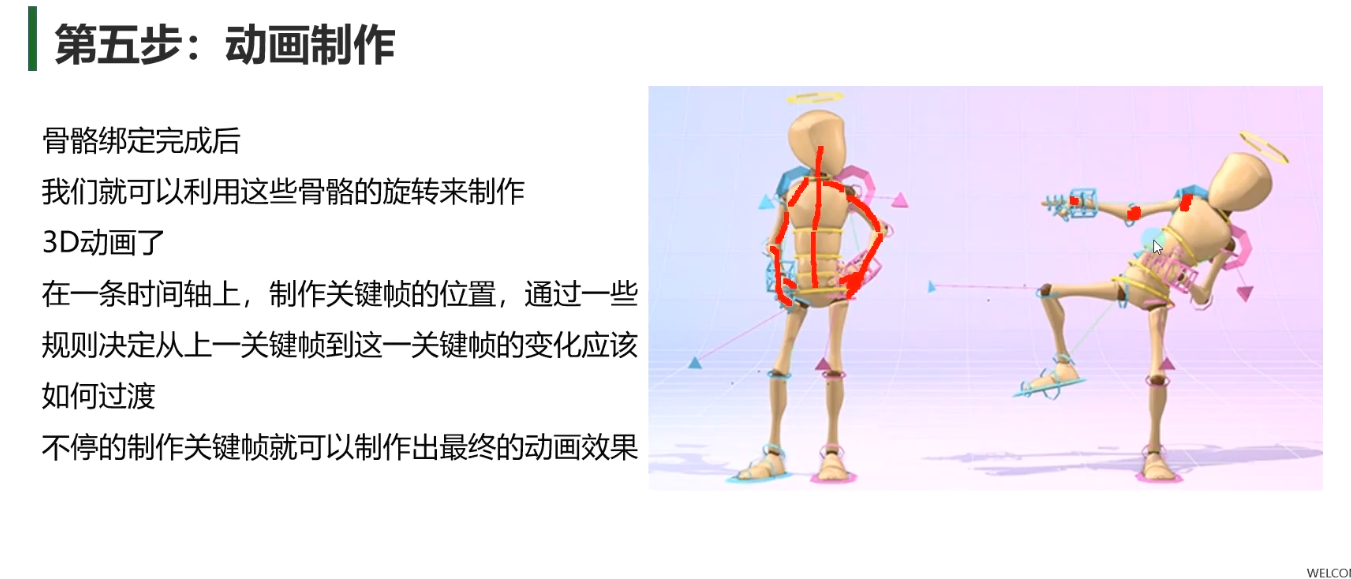 第五步：动画制作
骨骼绑定完成后
我们就可以利用这些骨骼的旋转来制作
3D动画了
在一条时间轴上，制作关键帧的位置，通过一些
规则决定从上一关键帧到这一关键帧的变化应该
如何过渡
不停的制作关键帧就可以制作出最终的动画效果
WELCO